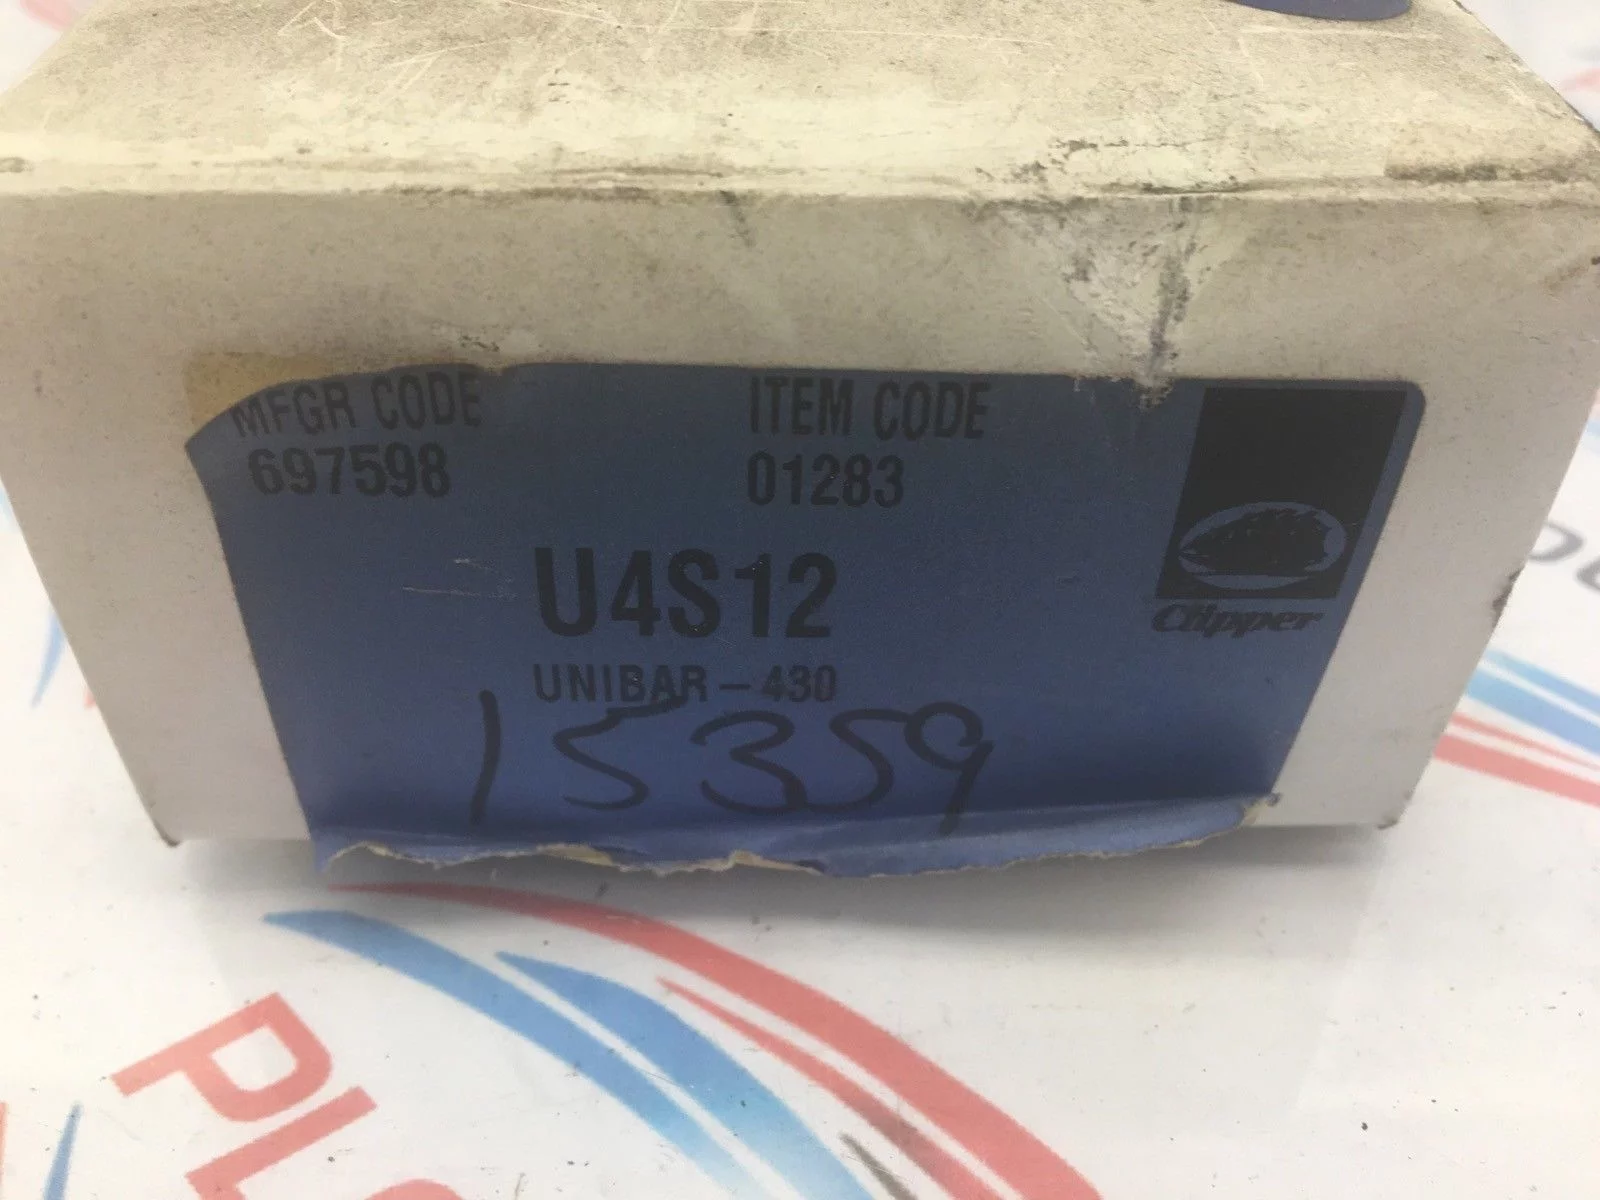 MFGR CODE
697598
ITEM CODE
01283
U4S12
UNIBAR-430
15359
Clipper